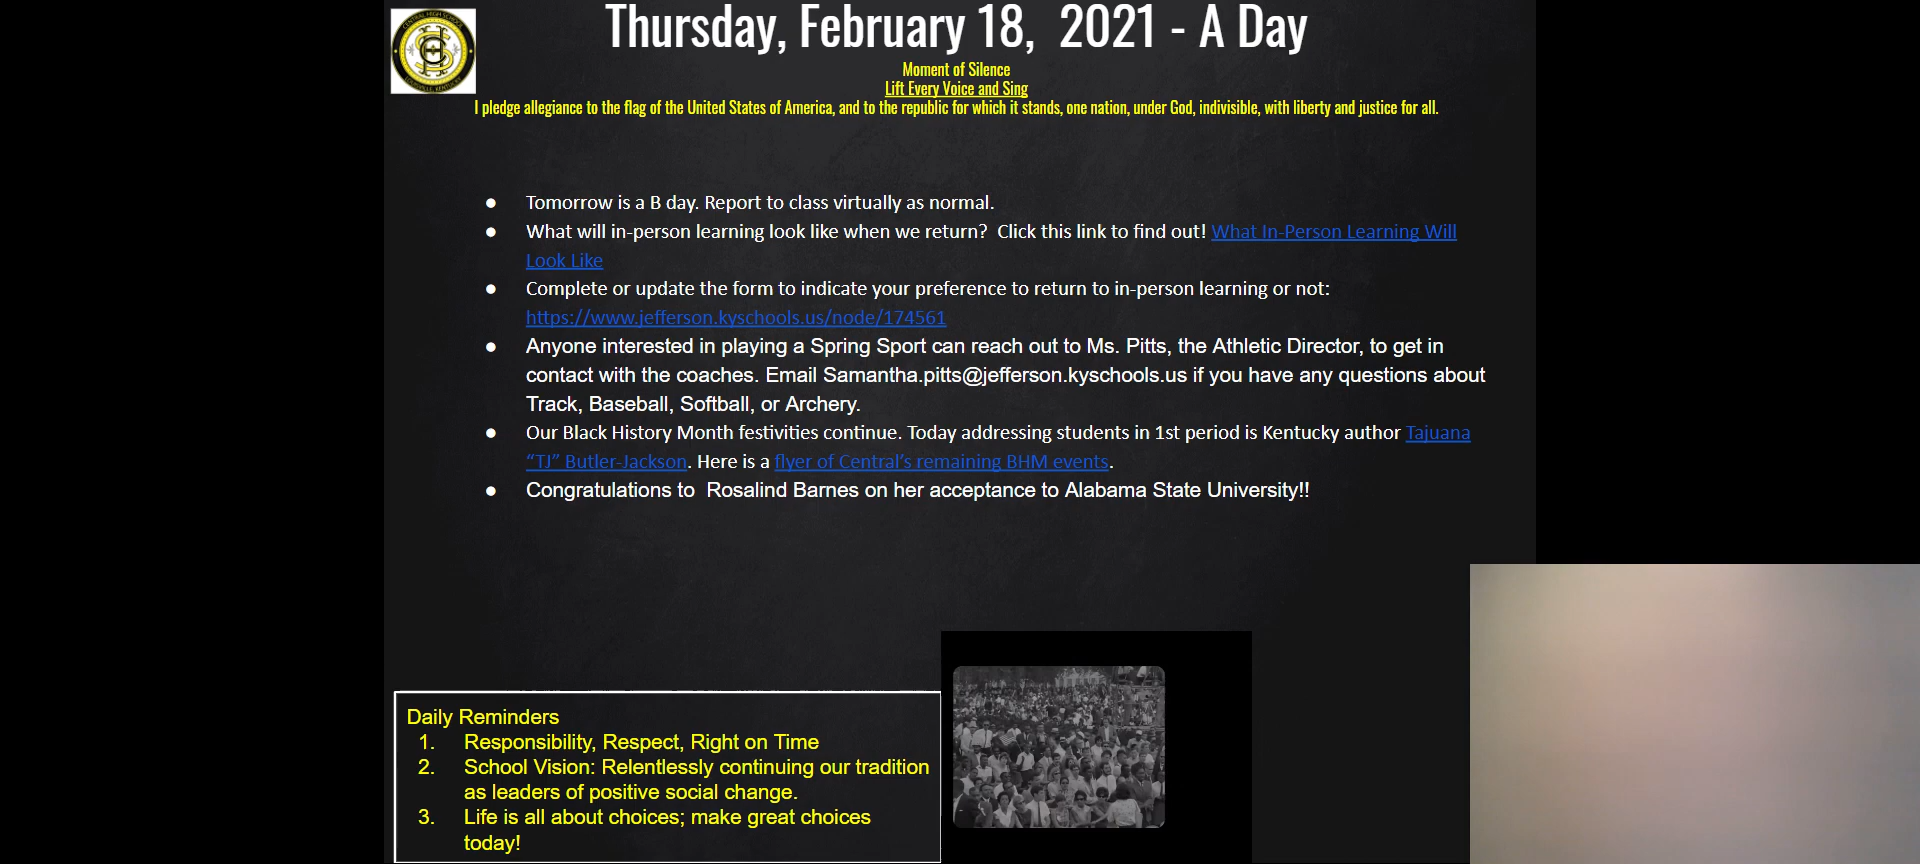 CENTRAL HIGH SCHOOL
LOUISVILLE, KENTUCKY
Thursday, February 18,  2021 - A Day
Moment of Silence
Lift Every Voice and Sing
I pledge allegiance to the flag of the United States of America, and to the republic for which it stands, one nation, under God, indivisible, with liberty and justice for all.
● Tomorrow is a B day. Report to class virtually as normal.
● What will in-person learning look like when we return?  Click this link to find out! What In-Person Learning Will
Look Like
● Complete or update the form to indicate your preference to return to in-person learning or not:
https://www.jefferson.kyschools.us/node/174561
● Anyone interested in playing a Spring Sport can reach out to Ms. Pitts, the Athletic Director, to get in
contact with the coaches. Email Samantha.pitts@jefferson.kyschools.us if you have any questions about
Track, Baseball, Softball, or Archery.
● Our Black History Month festivities continue. Today addressing students in 1st period is Kentucky author Tajuana
“TJ” Butler-Jackson. Here is a flyer of Central’s remaining BHM events.
● Congratulations to  Rosalind Barnes on her acceptance to Alabama State University!!
Daily Reminders
1. Responsibility, Respect, Right on Time
2. School Vision: Relentlessly continuing our tradition
as leaders of positive social change.
3. Life is all about choices; make great choices
today!